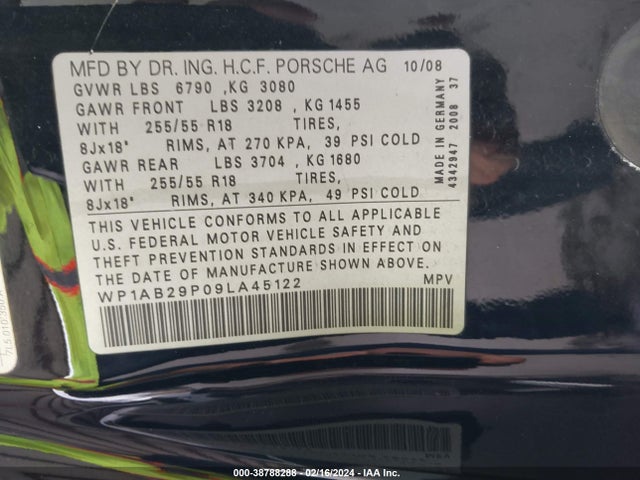 MFD BY DR. ING. H.C.F. PORSCHE AG 10/08
GVWR LBS 6790 ,KG 3080
GAWR FRONT LBS 3208 , KG 1455
WITH 255/55 R18 TIRES,
8Jx18" RIMS, AT 270 KPA, 39 PSI COLD
GAWR REAR LBS 3704 , KG 1680
WITH 255/55 R18 TIRES,
8Jx18" RIMS, AT 340 KPA, 49 PSI COLD
THIS VEHICLE CONFORMS TO ALL APPLICABLE
U.S. FEDERAL MOTOR VEHICLE SAFETY AND
THEFT PREVENTION STANDARDS IN EFFECT ON
THE DATE OF MANUFACTURE SHOWN ABOVE.
WP1AB29P09LA45122 MPV
MADE IN GERMANY
4342947 2008 37
000-38788288 - 02/16/2024 - IAA Inc.